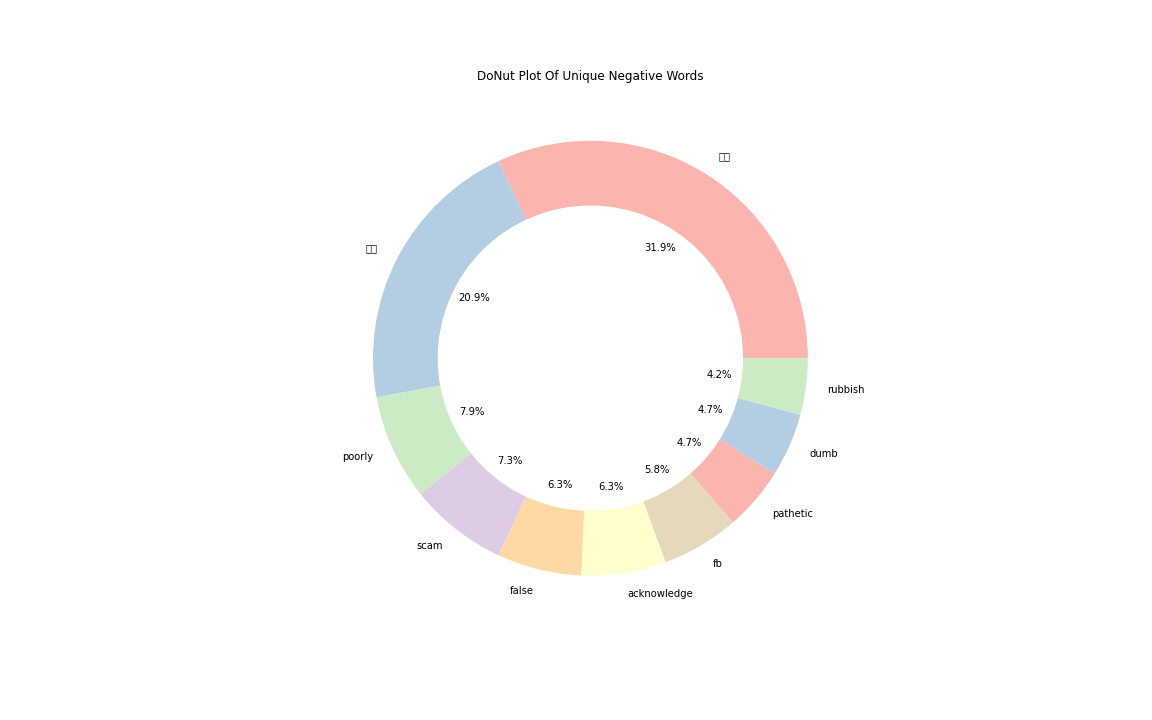 DoNut Plot Of Unique Negative Words
31.9%
20.9%
7.9%
poorly
7.3%
scam
6.3%
false
6.3%
acknowledge
5.8%
fb
4.7%
pathetic
4.7%
dumb
4.2%
rubbish